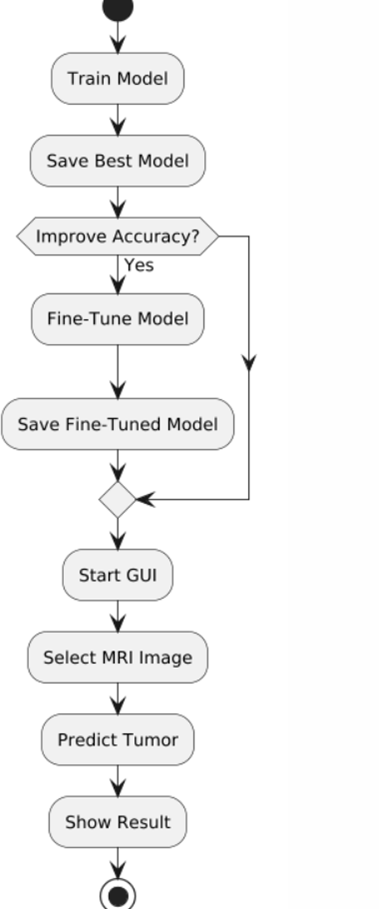 Train Model
Save Best Model
Improve Accuracy?
Yes
Fine-Tune Model
Save Fine-Tuned Model
Start GUI
Select MRI Image
Predict Tumor
Show Result